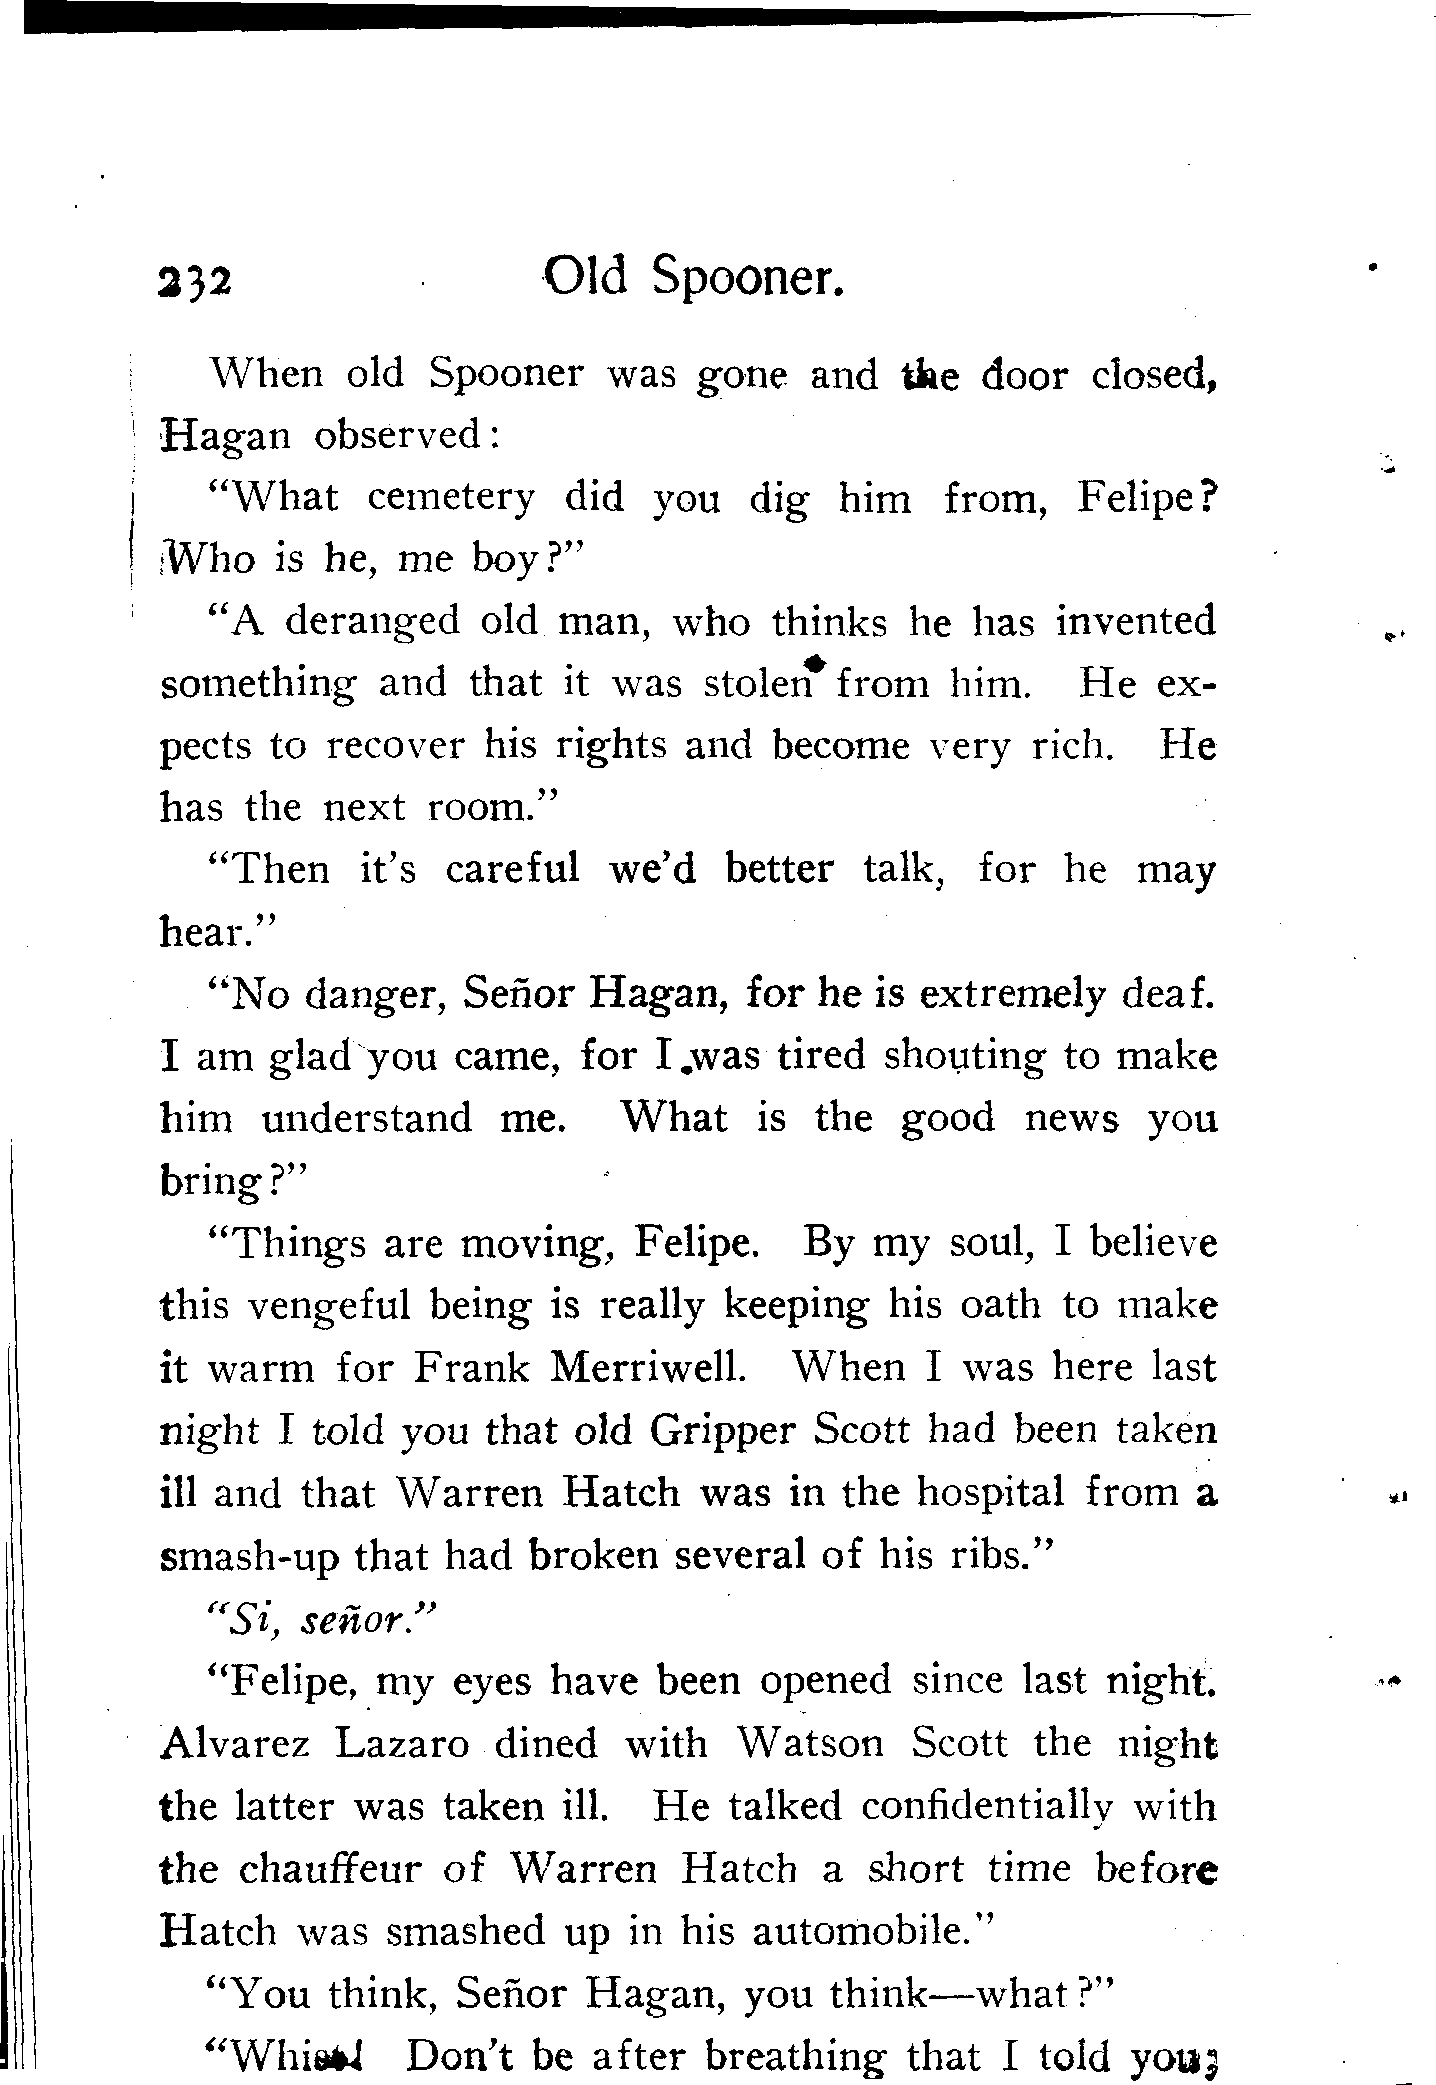 232 Old Spooner.
When old Spooner was gone and the door closed,
Hagan observed:
“What cemetery did you dig him from, Felipe?
Who is he, me boy?”
“A deranged old man, who thinks he has invented
something and that it was stolen from him. He ex-
pects to recover his rights and become very rich. He
has the next room.”
“Then it's careful we'd better talk, for he may
hear.”
“No danger, Señor Hagan, for he is extremely deaf.
I am glad you came, for I was tired shouting to make
him understand me. What is the good news you
bring?”
“Things are moving, Felipe. By my soul, I believe
this vengeful being is really keeping his oath to make
it warm for Frank Merriwell. When I was here last
night I told you that old Gripper Scott had been taken
ill and that Warren Hatch was in the hospital from a
smash-up that had broken several of his ribs.”
“Si, señor.”
“Felipe, my eyes have been opened since last night.
Alvarez Lazaro dined with Watson Scott the night
the latter was taken ill. He talked confidentially with
the chauffeur of Warren Hatch a short time before
Hatch was smashed up in his automobile.”
“You think, Señor Hagan, you think—what?”
“Whist! Don't be after breathing that I told you;